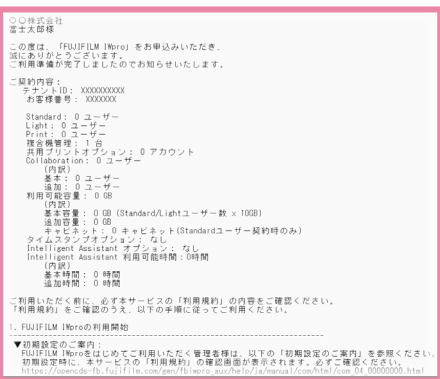 ○○株式会社
富士太郎様
この度は、「FUJIFILM IWpro」をお申込みいただき、
誠にありがとうございます。
ご利用準備が完了しましたのでお知らせいたします。
ご契約内容：
テナントID： XXXXXXXXXX
お客様番号： XXXXXXX
Standard： 0 ユーザー
Light： 0 ユーザー
Print： 0 ユーザー
複合機管理： 1 台
共用プリントオプション： 0 アカウント
Collaboration： 0 ユーザー
(内訳)
基本： 0 ユーザー
追加： 0 ユーザー
利用可能容量： 0 GB
(内訳)
基本容量： 0 GB (Standard/Lightユーザー数 x 10GB)
追加容量： 0 GB
キャビネット： 0 キャビネット(Standardユーザー契約時のみ)
タイムスタンプオプション： なし
Intelligent Assistant オプション： なし
Intelligent Assistant 利用可能時間：0時間
(内訳)
基本時間： 0 時間
追加時間： 0 時間
ご利用いただく前に、必ず本サービスの「利用規約」の内容をご確認ください。
「利用規約」をご確認のうえ、以下の手順に従ってご利用ください。
1. FUJIFILM IWproの利用開始
------------------------------------------------------------
▼初期設定のご案内：
FUJIFILM IWproをはじめてご利用いただく管理者様は、以下の「初期設定のご案内」を参照ください。
初期設定時に、本サービスの「利用規約」の確認画面が表示されます。必ずご確認ください。
https://opencds-fb.fujifilm.com/gen/fbiwpro_aux/help/ja/manual/com/html/com_04_00000000.html